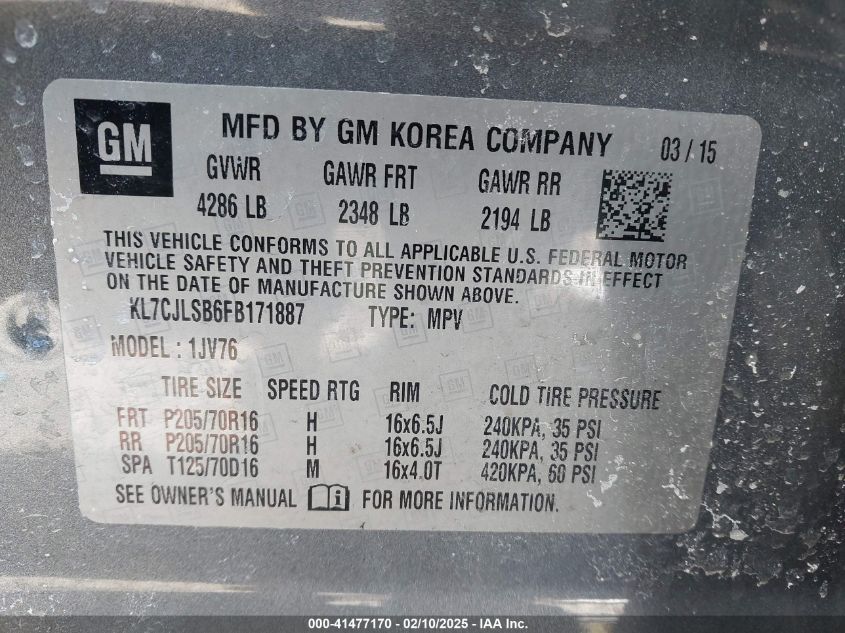 GM MFD BY GM KOREA COMPANY 03 / 15
GVWR GAWR FRT GAWR RR
4286 LB 2348 LB 2194 LB
THIS VEHICLE CONFORMS TO ALL APPLICABLE U.S. FEDERAL MOTOR
VEHICLE SAFETY AND THEFT PREVENTION STANDARDS IN EFFECT
ON THE DATE OF MANUFACTURE SHOWN ABOVE.
KL7CJLSB6FB171887 TYPE: MPV
MODEL : 1JV76
TIRE SIZE SPEED RTG RIM COLD TIRE PRESSURE
FRT P205/70R16 H 16x6.5J 240KPA, 35 PSI
RR P205/70R16 H 16x6.5J 240KPA, 35 PSI
SPA T125/70D16 M 16x4.0T 420KPA, 60 PSI
SEE OWNER'S MANUAL FOR MORE INFORMATION.
000-41477170 - 02/10/2025 - IAA Inc.